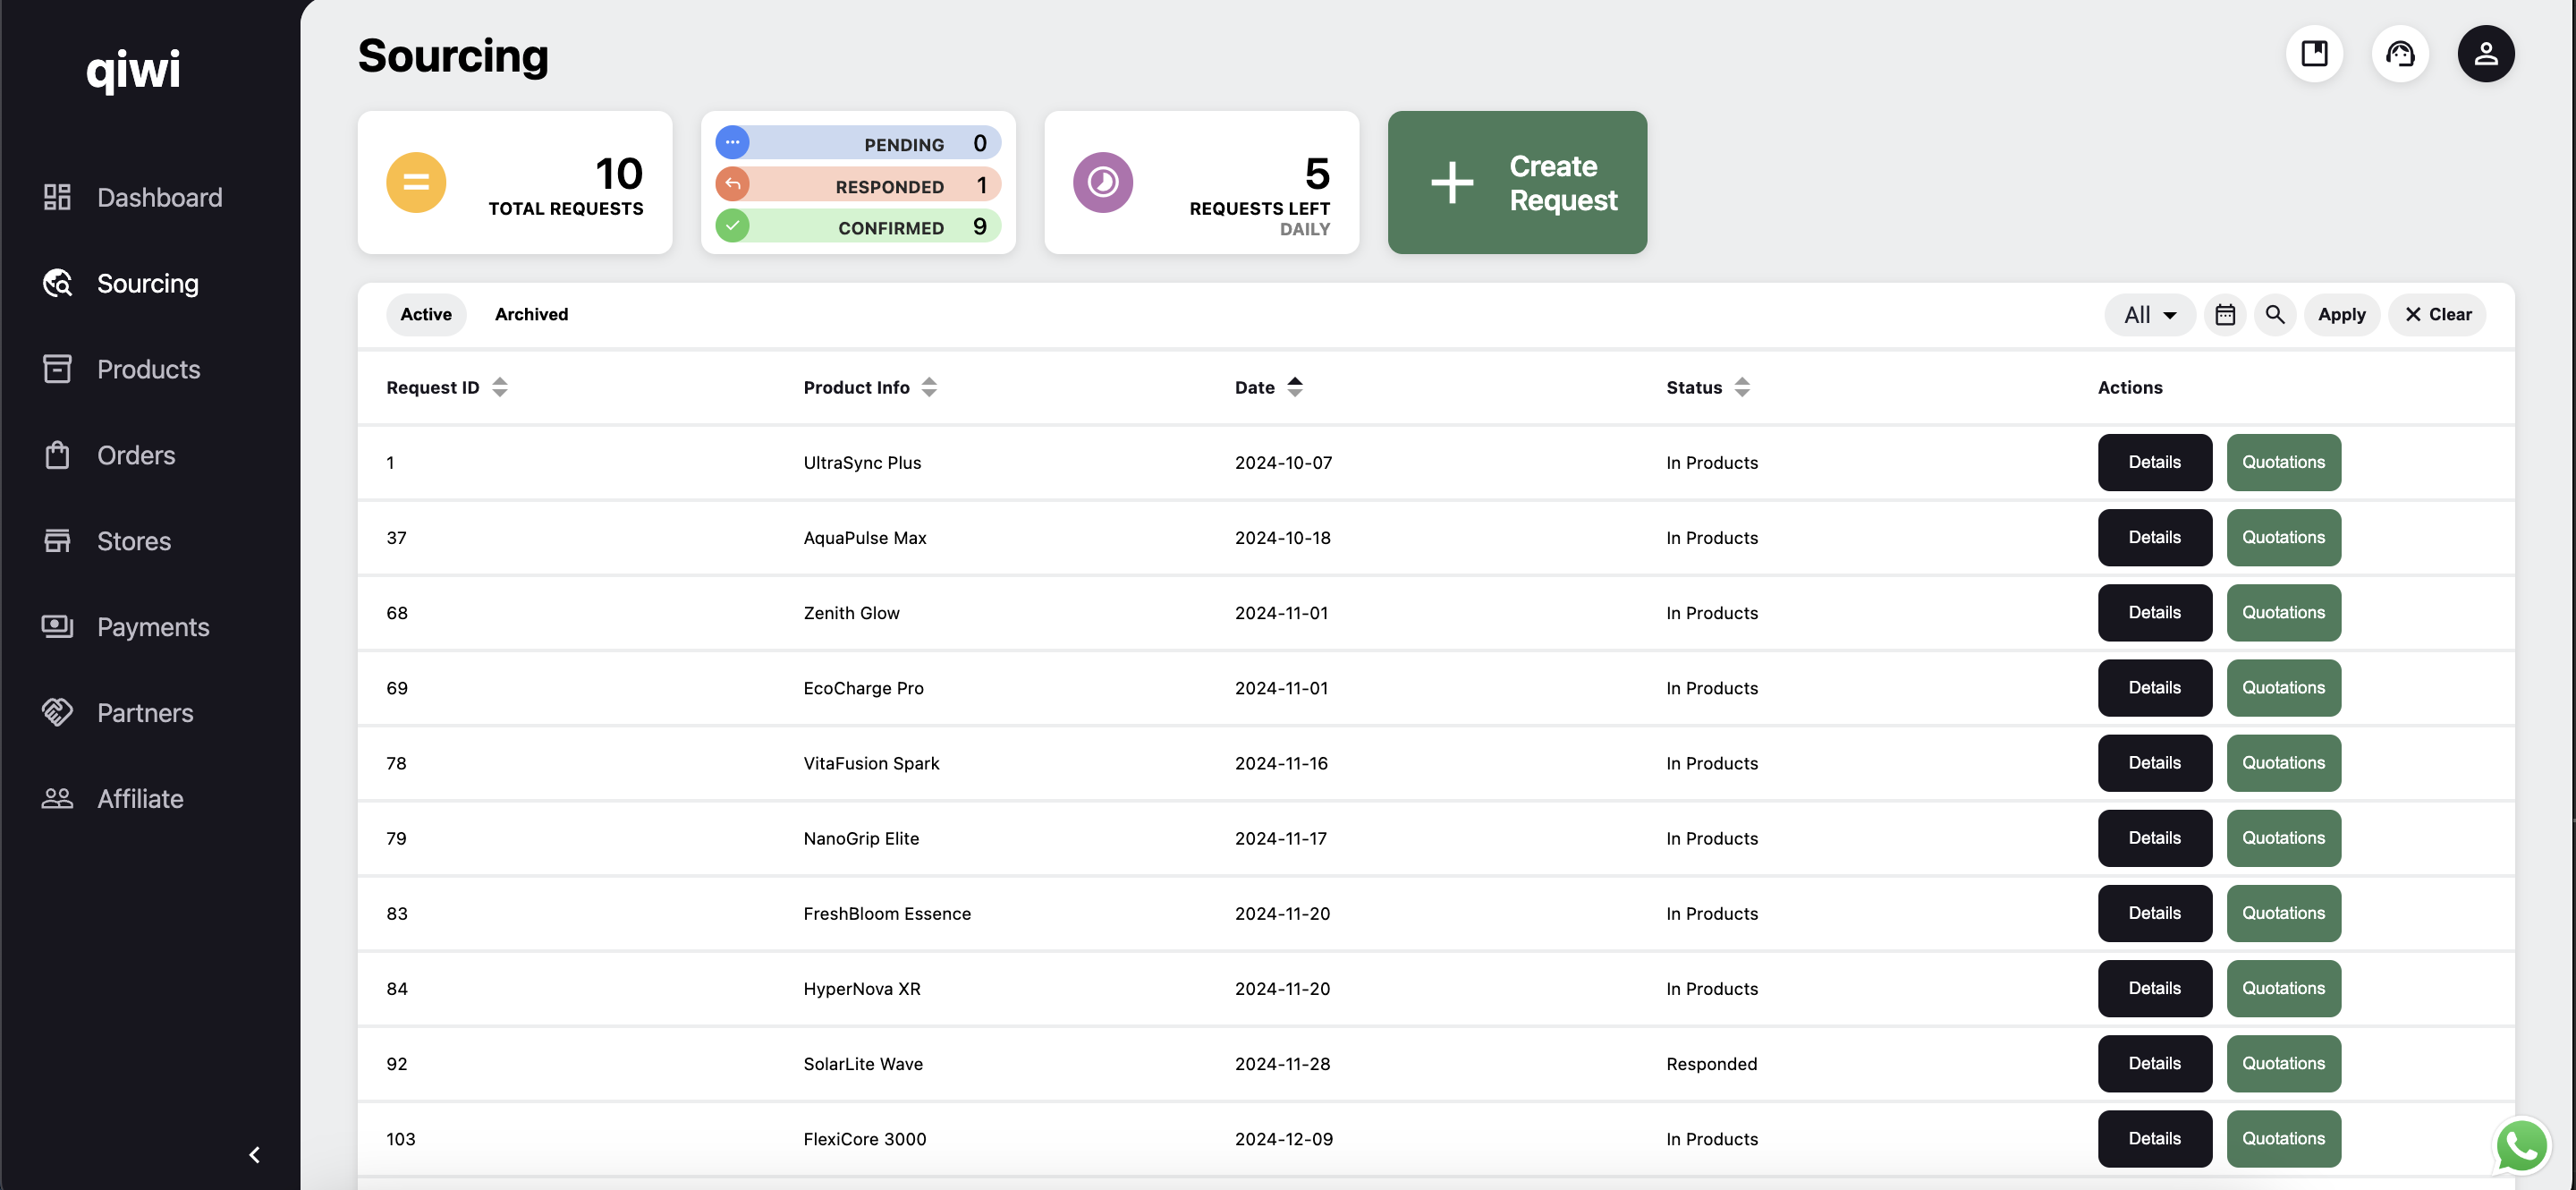 qiwi
Dashboard
Sourcing
Products
Orders
Stores
Payments
Partners
Affiliate
Sourcing
10
TOTAL REQUESTS
PENDING 0
RESPONDED 1
CONFIRMED 9
5
REQUESTS LEFT
DAILY
Create
Request
Active Archived All Apply Clear
Request ID Product Info Date Status Actions
1 UltraSync Plus 2024-10-07 In Products Details Quotations
37 AquaPulse Max 2024-10-18 In Products Details Quotations
68 Zenith Glow 2024-11-01 In Products Details Quotations
69 EcoCharge Pro 2024-11-01 In Products Details Quotations
78 VitaFusion Spark 2024-11-16 In Products Details Quotations
79 NanoGrip Elite 2024-11-17 In Products Details Quotations
83 FreshBloom Essence 2024-11-20 In Products Details Quotations
84 HyperNova XR 2024-11-20 In Products Details Quotations
92 SolarLite Wave 2024-11-28 Responded Details Quotations
103 FlexiCore 3000 2024-12-09 In Products Details Quotations